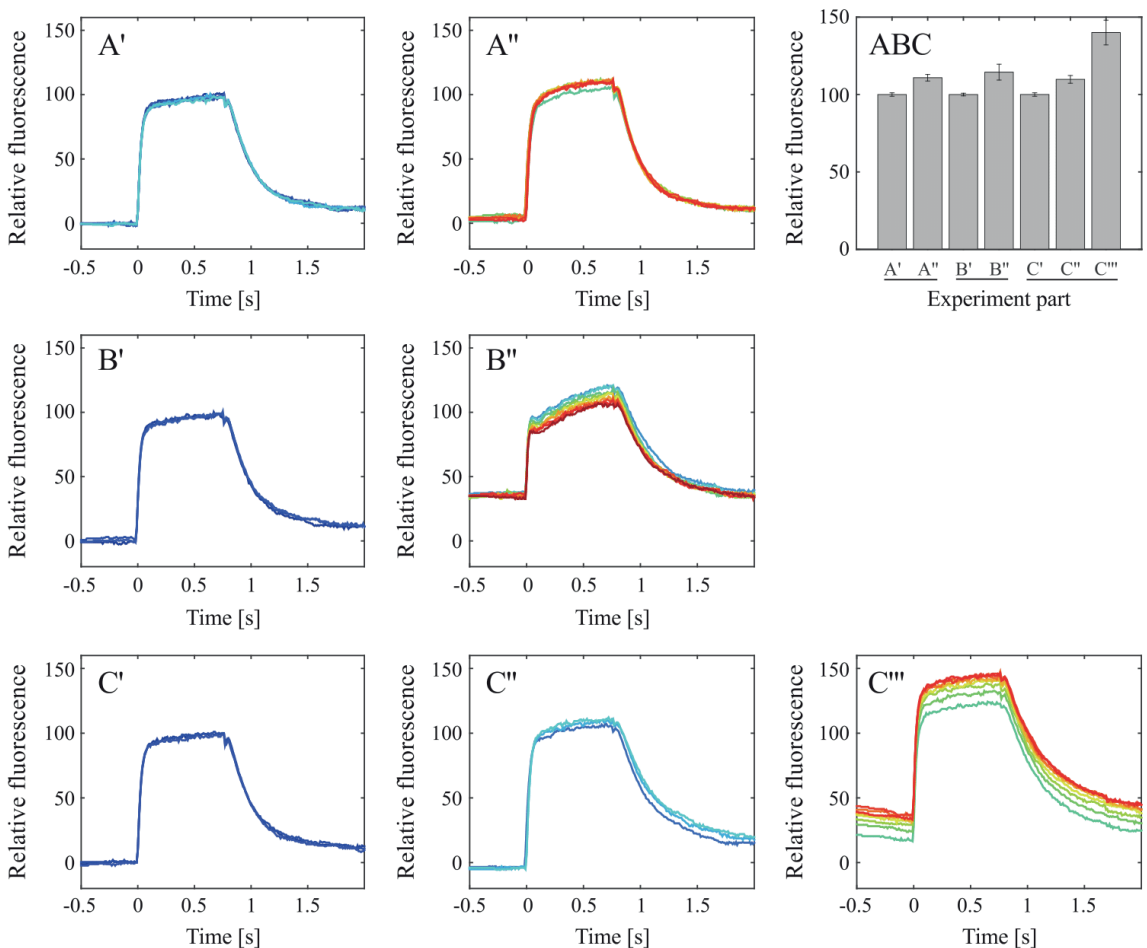 A'
Relative fluorescence
150
100
50
0
-0.5 0 0.5 1 1.5
Time [s]
A''
Relative fluorescence
150
100
50
0
-0.5 0 0.5 1 1.5
Time [s]
ABC
Relative fluorescence
150
100
50
0
A' A'' B' B'' C' C'' C'''
Experiment part
B'
Relative fluorescence
150
100
50
0
-0.5 0 0.5 1 1.5
Time [s]
B''
Relative fluorescence
150
100
50
0
-0.5 0 0.5 1 1.5
Time [s]
C'
Relative fluorescence
150
100
50
0
-0.5 0 0.5 1 1.5
Time [s]
C''
Relative fluorescence
150
100
50
0
-0.5 0 0.5 1 1.5
Time [s]
C'''
Relative fluorescence
150
100
50
0
-0.5 0 0.5 1 1.5
Time [s]